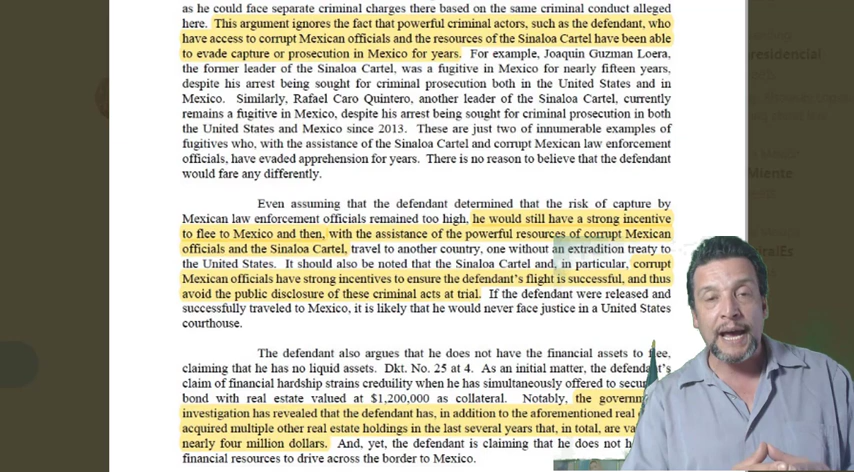 as he could face separate criminal charges there based on the same criminal conduct alleged
here. This argument ignores the fact that powerful criminal actors, such as the defendant, who
have access to corrupt Mexican officials and the resources of the Sinaloa Cartel have been able
to evade capture or prosecution in Mexico for years. For example, Joaquin Guzman Loera,
the former leader of the Sinaloa Cartel, was a fugitive in Mexico for nearly fifteen years,
despite his arrest being sought for criminal prosecution both in the United States and in
Mexico. Similarly, Rafael Caro Quintero, another leader of the Sinaloa Cartel, currently
remains a fugitive in Mexico, despite his arrest being sought for criminal prosecution in both
the United States and Mexico since 2013. These are just two of innumerable examples of
fugitives who, with the assistance of the Sinaloa Cartel and corrupt Mexican law enforcement
officials, have evaded apprehension for years. There is no reason to believe that the defendant
would fare any differently.
Even assuming that the defendant determined that the risk of capture by
Mexican law enforcement officials remained too high, he would still have a strong incentive
to flee to Mexico and then, with the assistance of the powerful resources of corrupt Mexican
officials and the Sinaloa Cartel, travel to another country, one without an extradition treaty to
the United States. It should also be noted that the Sinaloa Cartel and, in particular, corrupt
Mexican officials have strong incentives to ensure the defendant's flight is successful, and thus
avoid the public disclosure of these criminal acts at trial. If the defendant were released and
successfully traveled to Mexico, it is likely that he would never face justice in a United States
courthouse.
The defendant also argues that he does not have the financial assets to flee,
claiming that he has no liquid assets. Dkt. No. 25 at 4. As an initial matter, the defendant's
claim of financial hardship strains credulity when he has simultaneously offered to secu
bond with real estate valued at $1,200,000 as collateral. Notably, the governm
investigation has revealed that the defendant has, in addition to the aforementioned real
acquired multiple other real estate holdings in the last several years that, in total, are va
nearly four million dollars. And, yet, the defendant is claiming that he does not h
financial resources to drive across the border to Mexico.
residencial
Miente